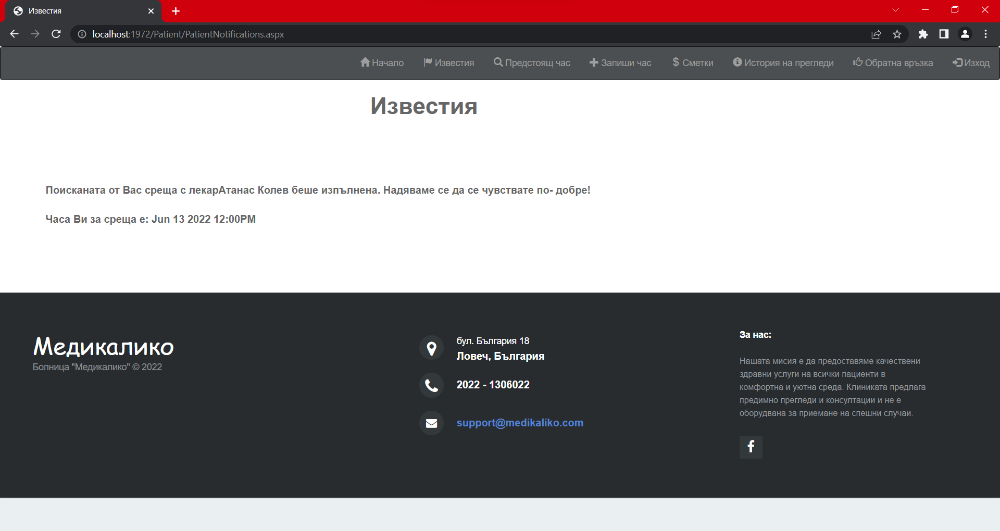 Известия
localhost:1972/Patient/PatientNotifications.aspx
Начало Известия Предстоящ час Запиши час Сметки История на прегледи Обратна връзка Изход
Известия
Поисканата от Вас среща с лекарАтанас Колев беше изпълнена. Надяваме се да се чувствате по- добре!
Часа Ви за среща е: Jun 13 2022 12:00PM
Медикалико
Болница "Медикалико" © 2022
бул. България 18
Ловеч, България
2022 - 1306022
support@medikaliko.com
За нас:
Нашата мисия е да предоставяме качествени
здравни услуги на всички пациенти в
комфортна и уютна среда. Клиниката предлага
предимно прегледи и консултации и не е
оборудвана за приемане на спешни случаи.